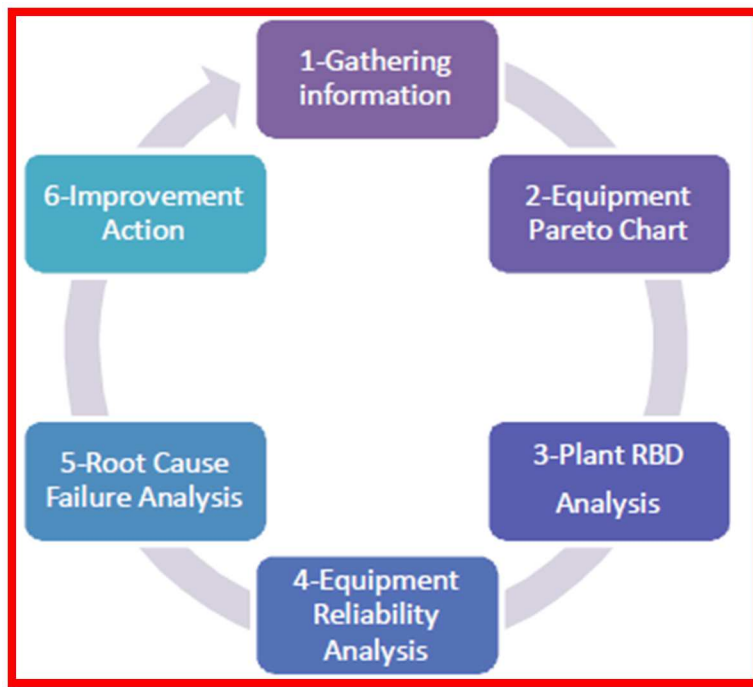 1-Gathering
information
2-Equipment
Pareto Chart
3-Plant RBD
Analysis
4-Equipment
Reliability
Analysis
5-Root Cause
Failure Analysis
6-Improvement
Action